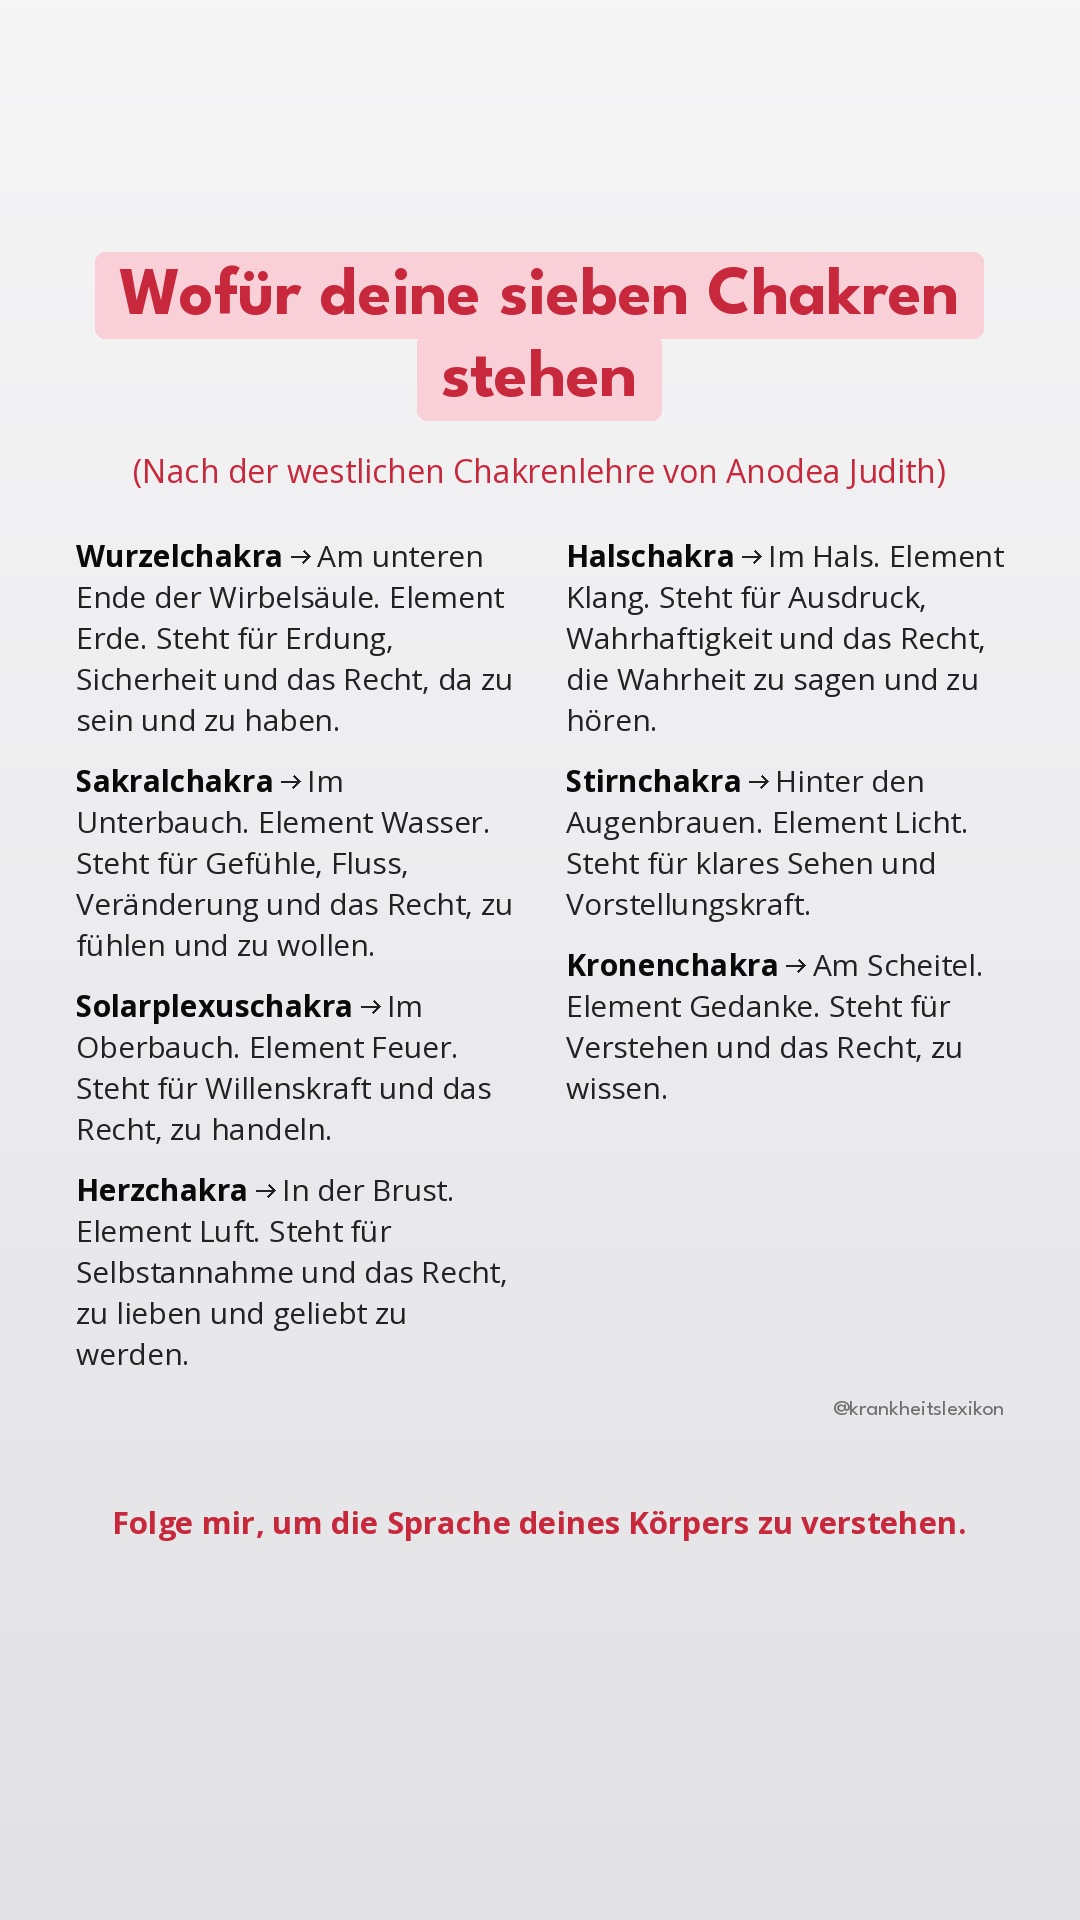 Wofür deine sieben Chakren
stehen
(Nach der westlichen Chakrenlehre von Anodea Judith)
Wurzelchakra → Am unteren
Ende der Wirbelsäule. Element
Erde. Steht für Erdung,
Sicherheit und das Recht, da zu
sein und zu haben.
Sakralchakra → Im
Unterbauch. Element Wasser.
Steht für Gefühle, Fluss,
Veränderung und das Recht, zu
fühlen und zu wollen.
Solarplexuschakra → Im
Oberbauch. Element Feuer.
Steht für Willenskraft und das
Recht, zu handeln.
Herzchakra → In der Brust.
Element Luft. Steht für
Selbstannahme und das Recht,
zu lieben und geliebt zu
werden.
Halschakra → Im Hals. Element
Klang. Steht für Ausdruck,
Wahrhaftigkeit und das Recht,
die Wahrheit zu sagen und zu
hören.
Stirnchakra → Hinter den
Augenbrauen. Element Licht.
Steht für klares Sehen und
Vorstellungskraft.
Kronenchakra → Am Scheitel.
Element Gedanke. Steht für
Verstehen und das Recht, zu
wissen.
@krankheitslexikon
Folge mir, um die Sprache deines Körpers zu verstehen.